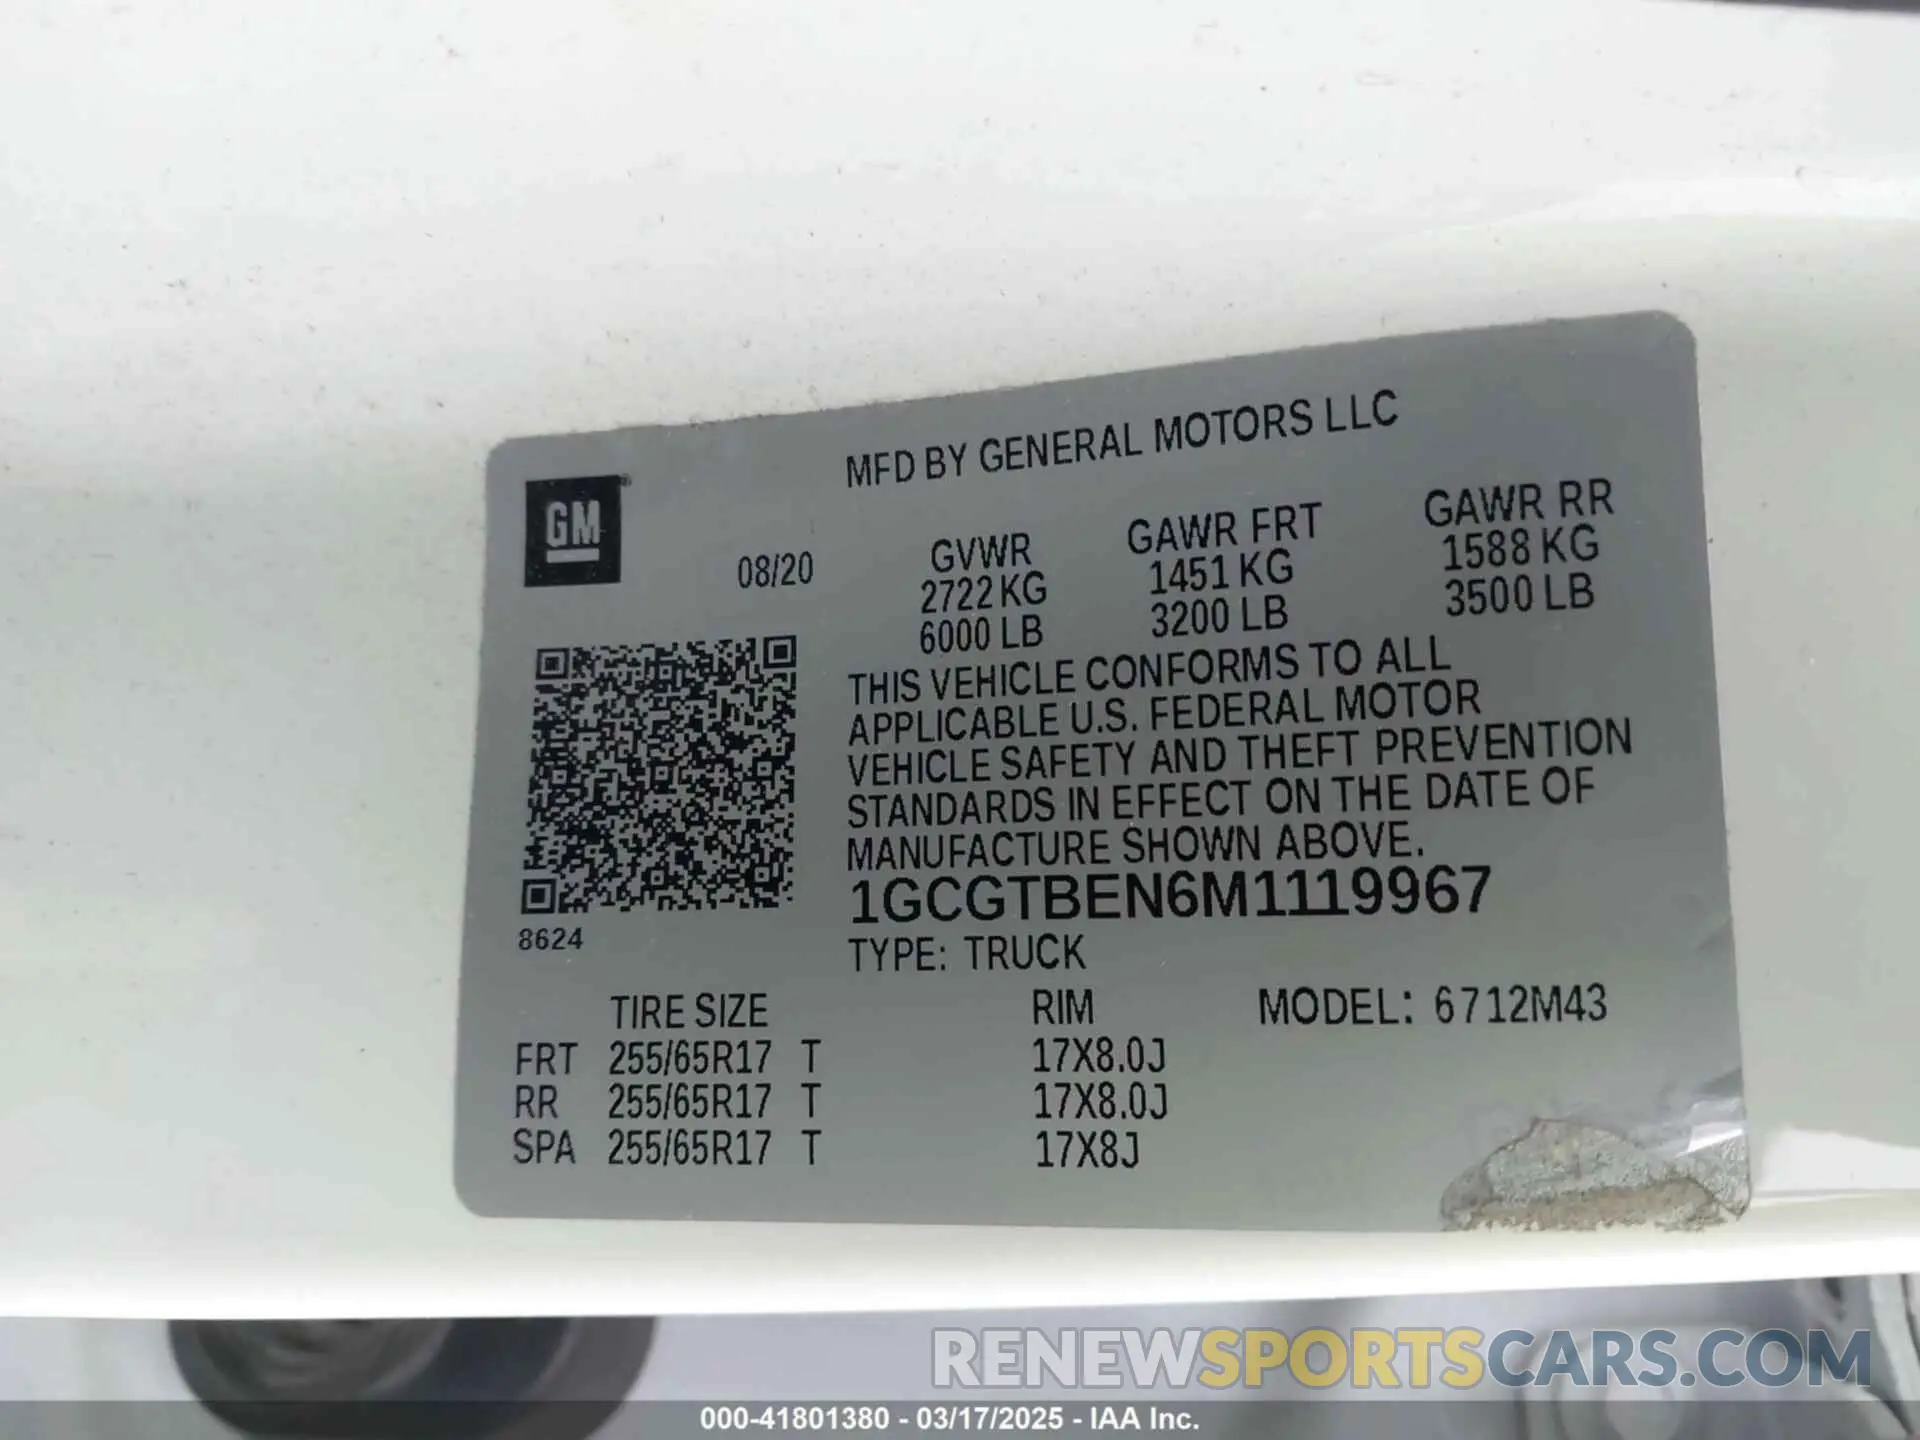 MFD BY GENERAL MOTORS LLC
GM®
08/20
GVWR
2722 KG
6000 LB
GAWR FRT
1451 KG
3200 LB
GAWR RR
1588 KG
3500 LB
THIS VEHICLE CONFORMS TO ALL
APPLICABLE U.S. FEDERAL MOTOR
VEHICLE SAFETY AND THEFT PREVENTION
STANDARDS IN EFFECT ON THE DATE OF
MANUFACTURE SHOWN ABOVE.
1GCGTBEN6M1119967
8624
TYPE: TRUCK
TIRE SIZE RIM MODEL: 6712M43
FRT 255/65R17 T 17X8.0J
RR 255/65R17 T 17X8.0J
SPA 255/65R17 T 17X8J
RENEWSPORTSCARS.COM
000-41801380 - 03/17/2025 - IAA Inc.